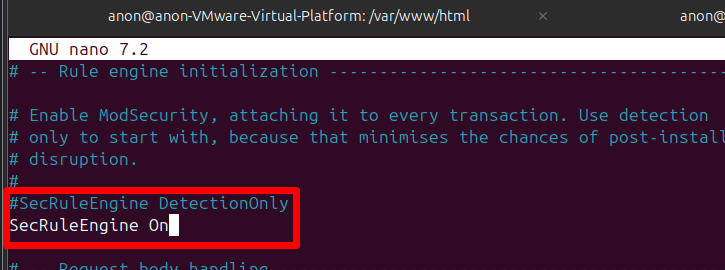 anon@anon-VMware-Virtual-Platform: /var/www/html × anon@
GNU nano 7.2
# -- Rule engine initialization ----------------------------------------
# Enable ModSecurity, attaching it to every transaction. Use detection
# only to start with, because that minimises the chances of post-install
# disruption.
#
#SecRuleEngine DetectionOnly
SecRuleEngine On
# -- Request body handling